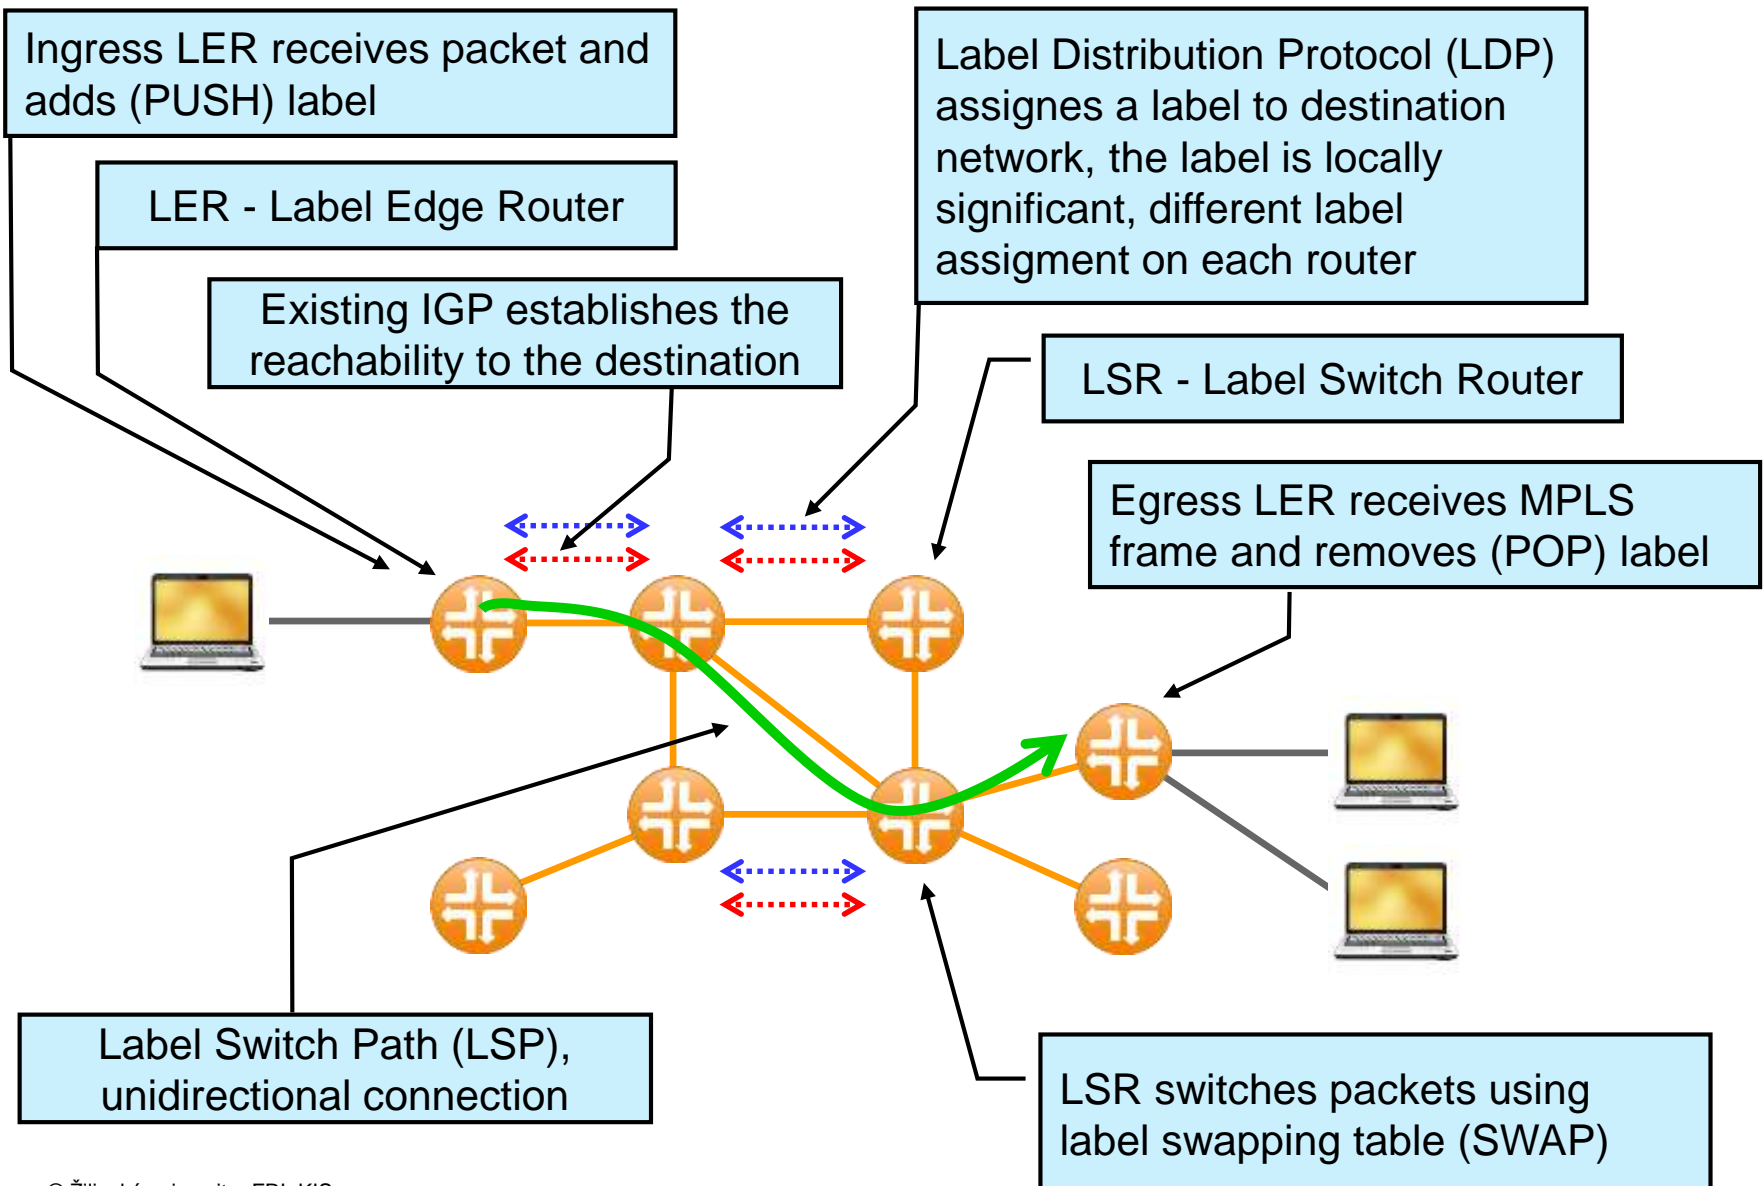 Ingress LER receives packet and
adds (PUSH) label
Label Distribution Protocol (LDP)
assignes a label to destination
network, the label is locally
significant, different label
assigment on each router
LER - Label Edge Router
Existing IGP establishes the
reachability to the destination
LSR - Label Switch Router
Egress LER receives MPLS
frame and removes (POP) label
Label Switch Path (LSP),
unidirectional connection
LSR switches packets using
label swapping table (SWAP)